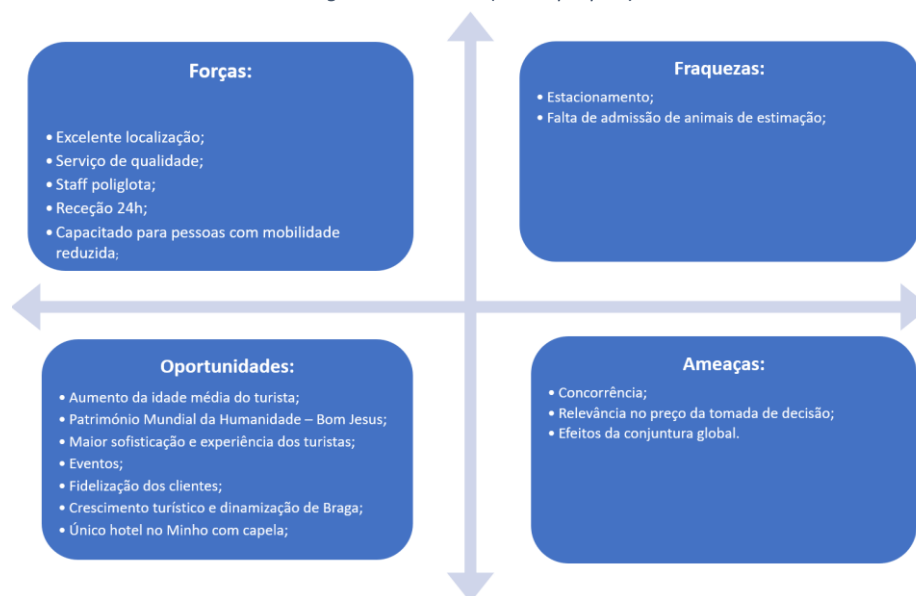 Forças:
• Excelente localização;
• Serviço de qualidade;
• Staff poliglota;
• Receção 24h;
• Capacitado para pessoas com mobilidade
reduzida;
Fraquezas:
• Estacionamento;
• Falta de admissão de animais de estimação;
Oportunidades:
• Aumento da idade média do turista;
• Património Mundial da Humanidade – Bom Jesus;
• Maior sofisticação e experiência dos turistas;
• Eventos;
• Fidelização dos clientes;
• Crescimento turístico e dinamização de Braga;
• Único hotel no Minho com capela;
Ameaças:
• Concorrência;
• Relevância no preço da tomada de decisão;
• Efeitos da conjuntura global.